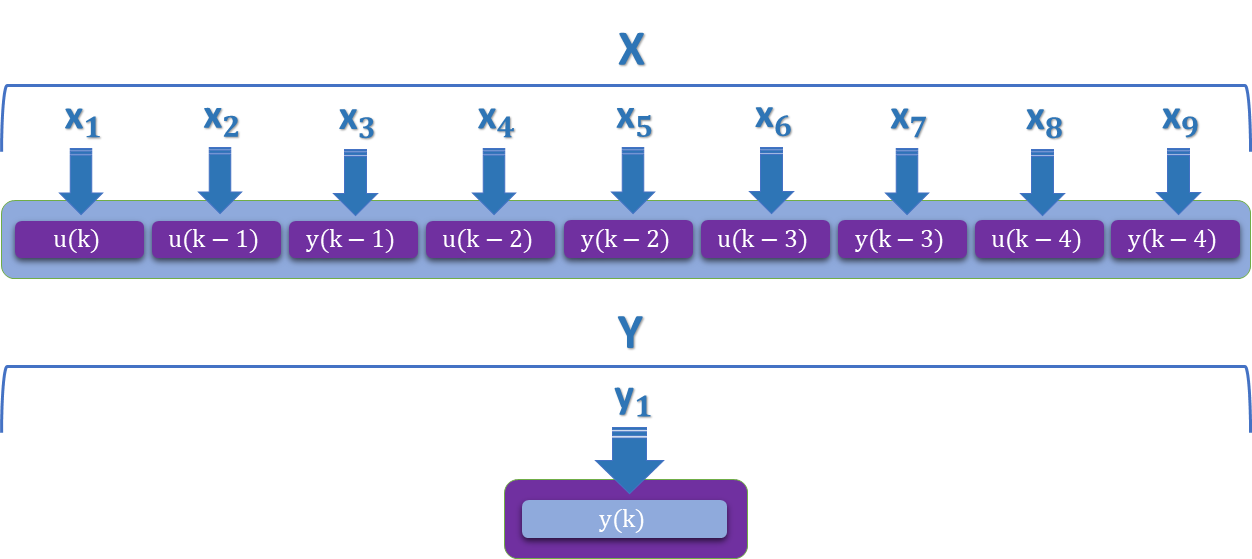 X
x₁ x₂ x₃ x₄ x₅ x₆ x₇ x₈ x₉
u(k) u(k − 1) y(k − 1) u(k − 2) y(k − 2) u(k − 3) y(k − 3) u(k − 4) y(k − 4)
Y
y₁
y(k)